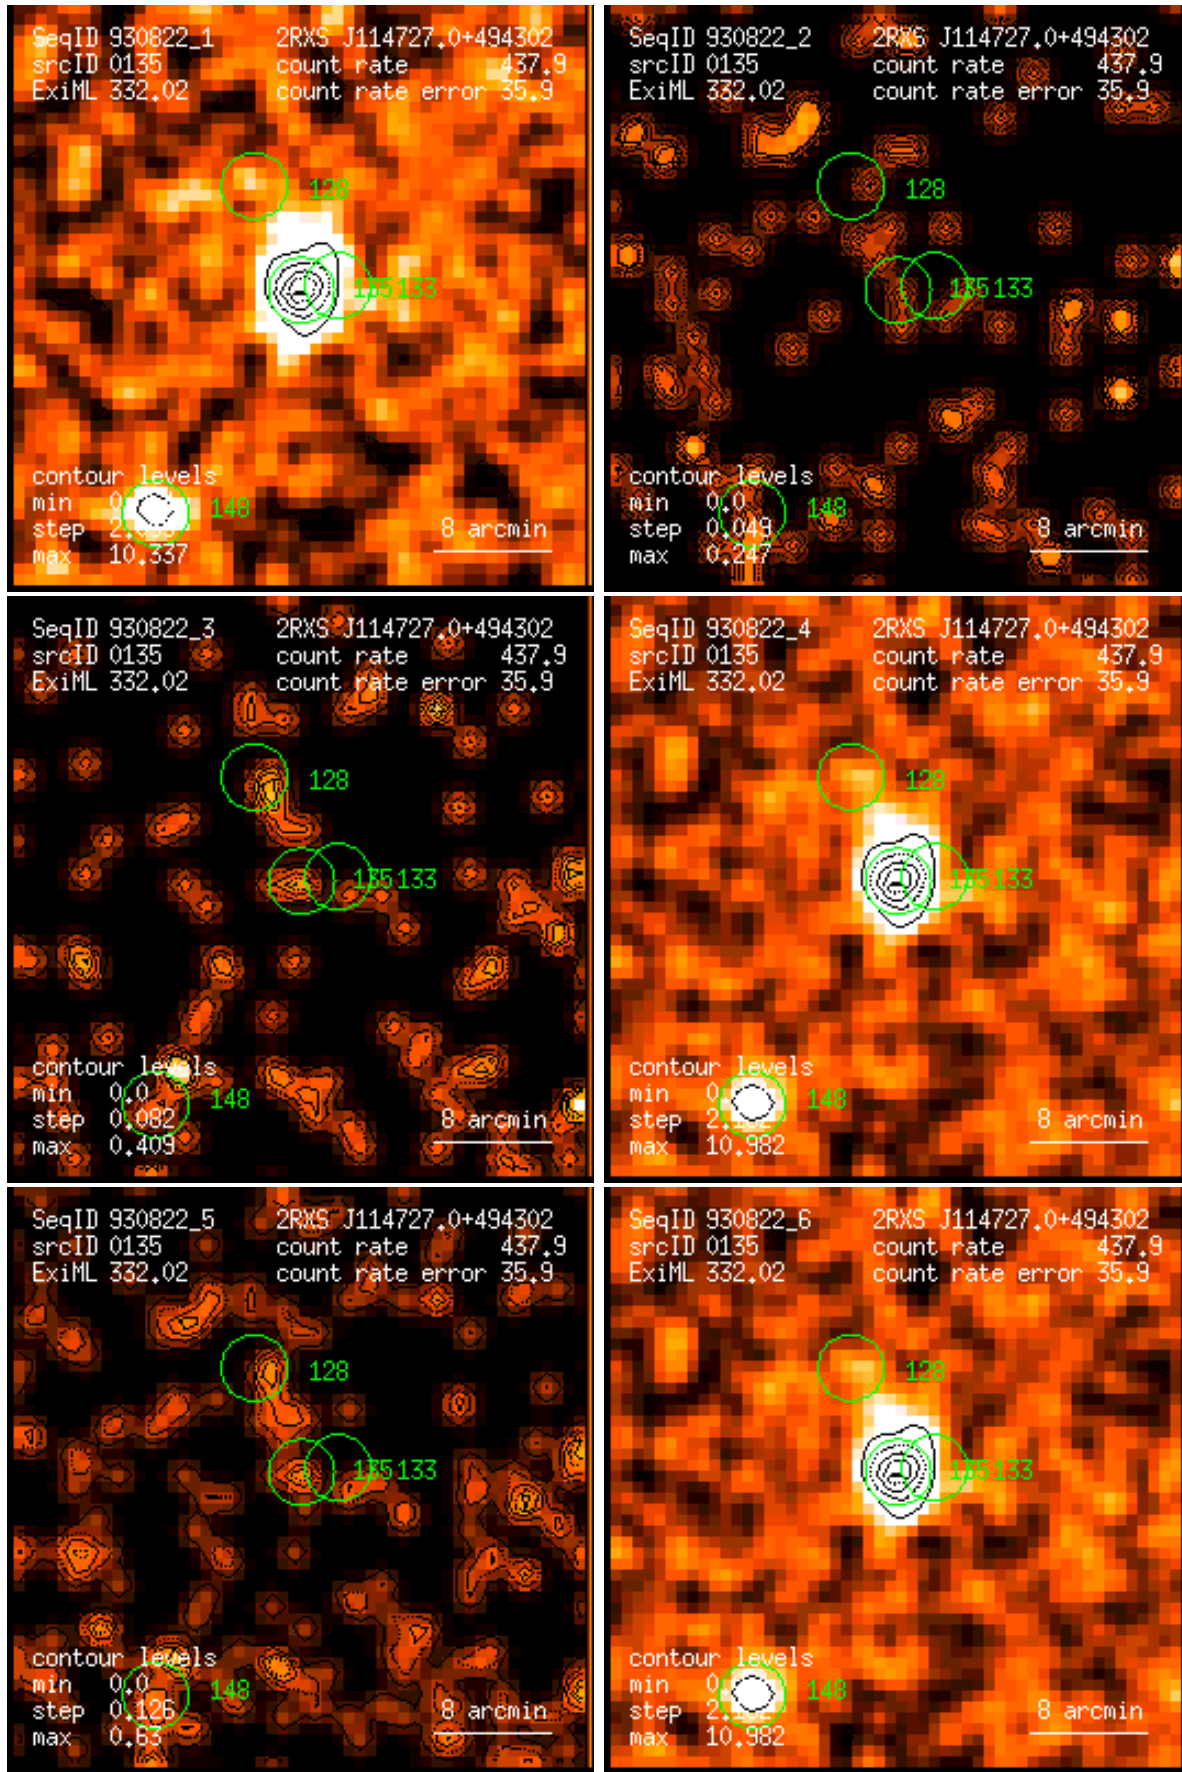 SeqID 930822_1 2RXS J114727.0+494302
srcID 0135 count rate 437.9
ExiML 332.02 count rate error 35.9
128
135 133
contour levels
min 0.
148
step
8 arcmin
max 10.337
SeqID 930822_2 2RXS J114727.0+494302
srcID 0135 count rate 437.9
ExiML 332.02 count rate error 35.9
128
135 133
contour levels
min 0.0
148
step 0.049
8 arcmin
max 0.247
SeqID 930822_3 2RXS J114727.0+494302
srcID 0135 count rate 437.9
ExiML 332.02 count rate error 35.9
128
135 133
contour levels
min 0.0
148
step 0.082
8 arcmin
max 0.409
SeqID 930822_4 2RXS J114727.0+494302
srcID 0135 count rate 437.9
ExiML 332.02 count rate error 35.9
128
135 133
contour levels
min 0.
148
step
8 arcmin
max 10.982
SeqID 930822_5 2RXS J114727.0+494302
srcID 0135 count rate 437.9
ExiML 332.02 count rate error 35.9
128
135 133
contour levels
min 0.0
148
step 0.126
8 arcmin
max 0.63
SeqID 930822_6 2RXS J114727.0+494302
srcID 0135 count rate 437.9
ExiML 332.02 count rate error 35.9
128
135 133
contour levels
min 0.
148
step
8 arcmin
max 10.982